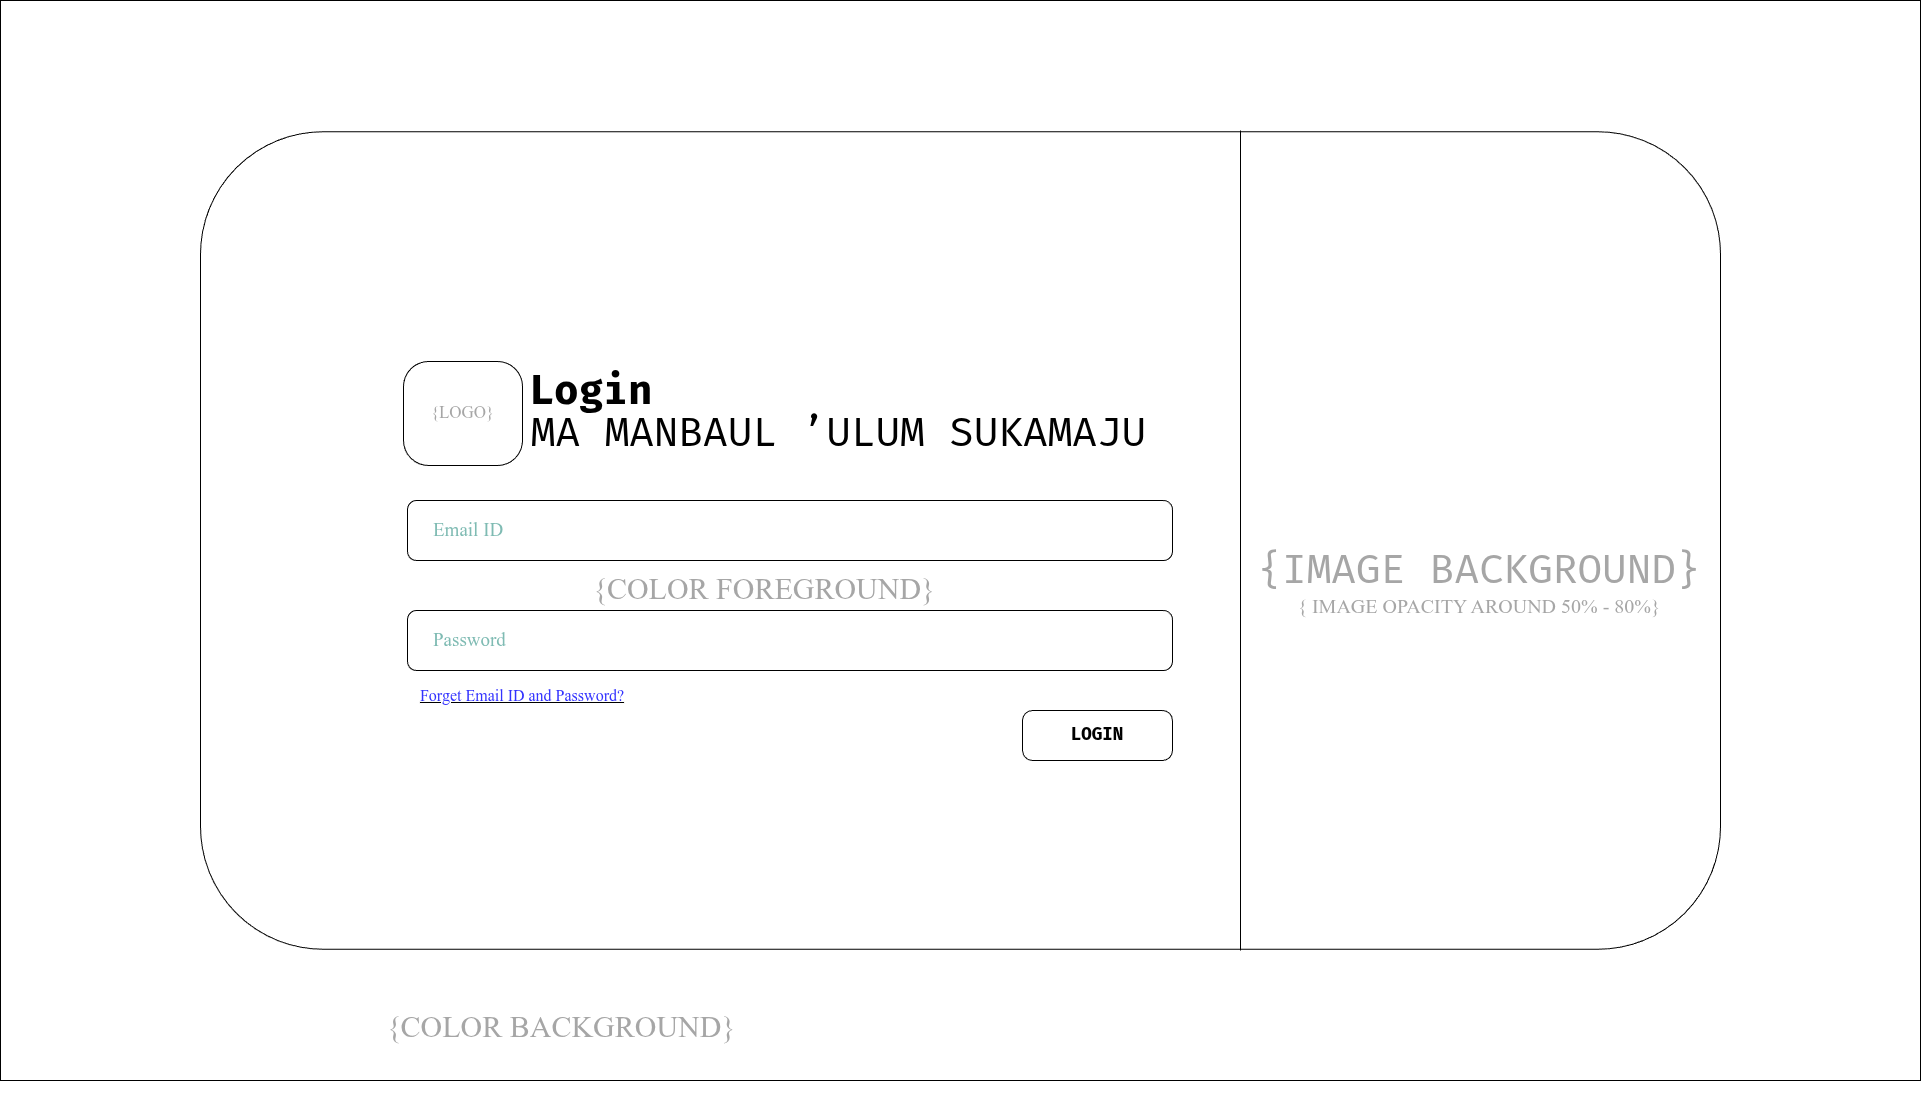 {LOGO}
Login
MA MANBAUL ’ULUM SUKAMAJU
Email ID
{COLOR FOREGROUND}
Password
Forget Email ID and Password?
LOGIN
{IMAGE BACKGROUND}
{ IMAGE OPACITY AROUND 50% - 80%}
{COLOR BACKGROUND}